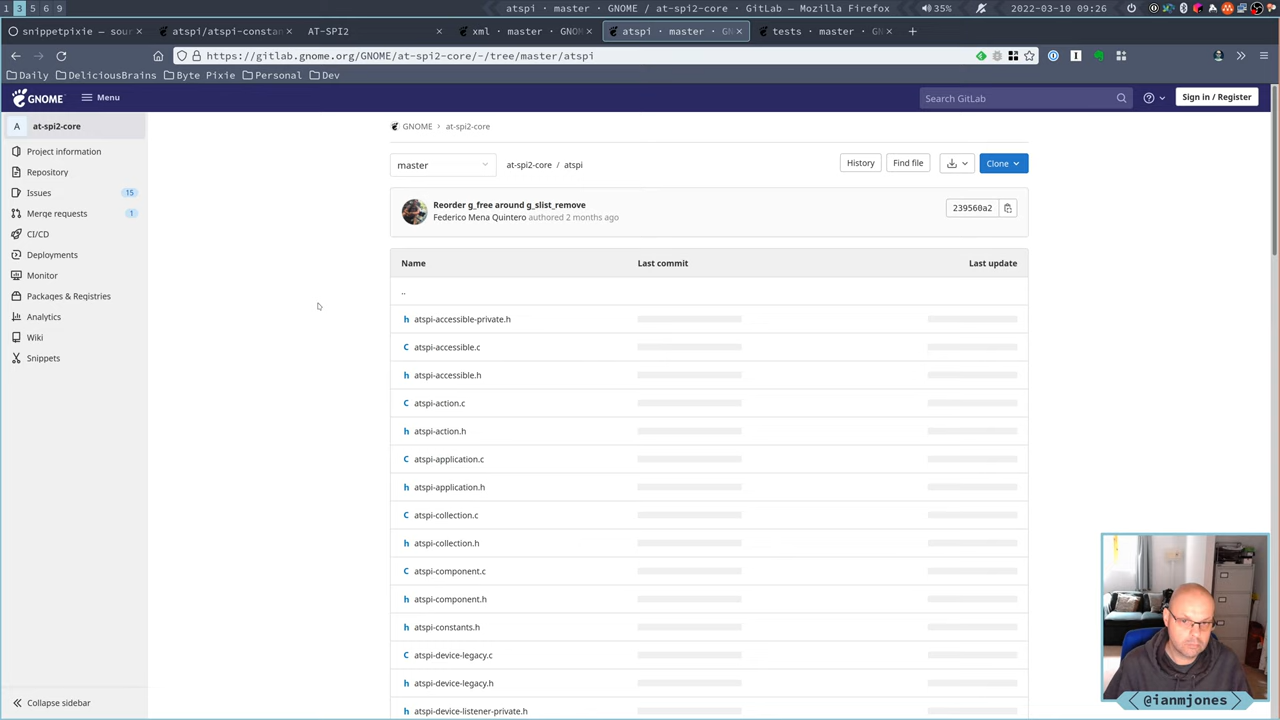 1 3 5 6 9
atspi · master · GNOME / at-spi2-core · GitLab — Mozilla Firefox
35%
2022-03-10 09:26
snippetpixie — sour
atspi/atspi-constan
AT-SPI2
xml · master · GNOM
atspi · master · GN
tests · master · GN
https://gitlab.gnome.org/GNOME/at-spi2-core/-/tree/master/atspi
Daily DeliciousBrains Byte Pixie Personal Dev
GNOME Menu
Search GitLab
Sign in / Register
A at-spi2-core
Project information
Repository
Issues 15
Merge requests 1
CI/CD
Deployments
Monitor
Packages & Registries
Analytics
Wiki
Snippets
Collapse sidebar
GNOME › at-spi2-core
master
at-spi2-core / atspi
History
Find file
Clone
Reorder g_free around g_slist_remove
Federico Mena Quintero authored 2 months ago
239560a2
Name Last commit Last update
..
h atspi-accessible-private.h
C atspi-accessible.c
h atspi-accessible.h
C atspi-action.c
h atspi-action.h
C atspi-application.c
h atspi-application.h
C atspi-collection.c
h atspi-collection.h
C atspi-component.c
h atspi-component.h
h atspi-constants.h
C atspi-device-legacy.c
h atspi-device-legacy.h
h atspi-device-listener-private.h
@ianmjones